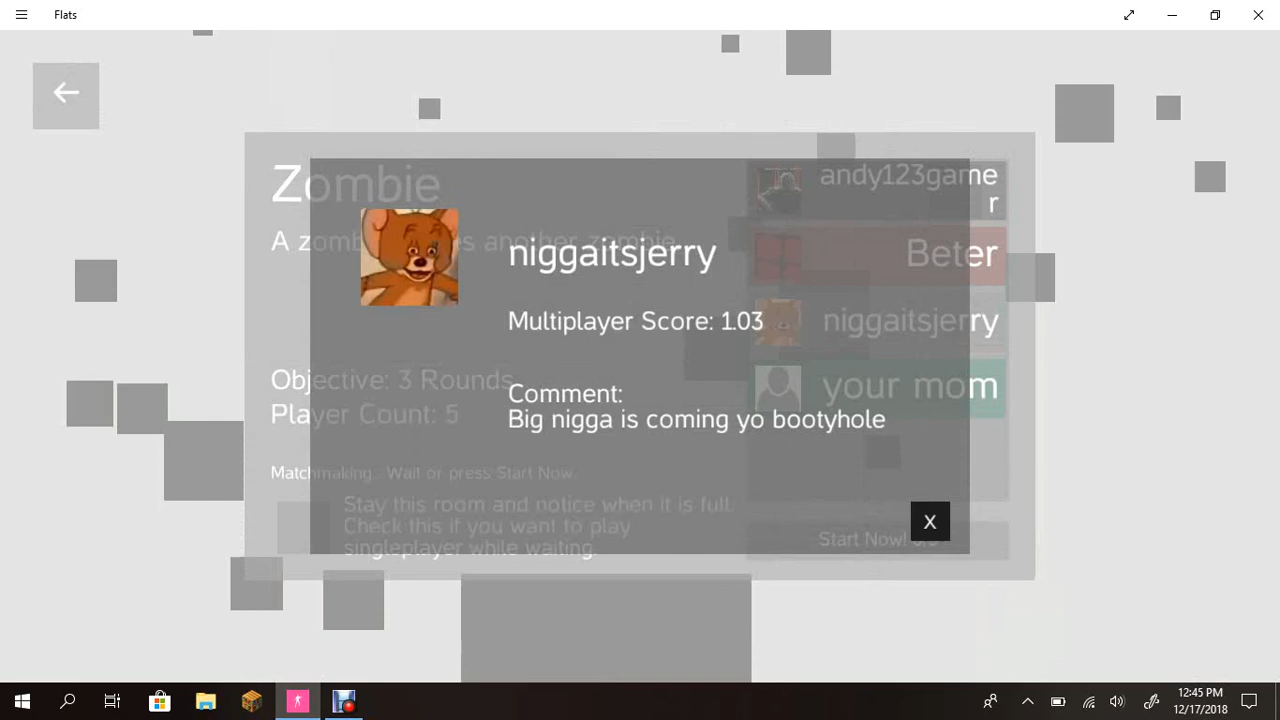 Flats
Zombie
A zombie bites another zombie
niggaitsjerry
Multiplayer Score: 1.03
Comment:
Big nigga is coming yo bootyhole
X
Objective: 3 Rounds
Player Count: 5
Matchmaking. Wait or press Start Now.
Stay this room and notice when it is full.
Check this if you want to play
singleplayer while waiting.
andy123game
r
Beter
niggaitsjerry
your mom
Start Now!
12:45 PM
12/17/2018